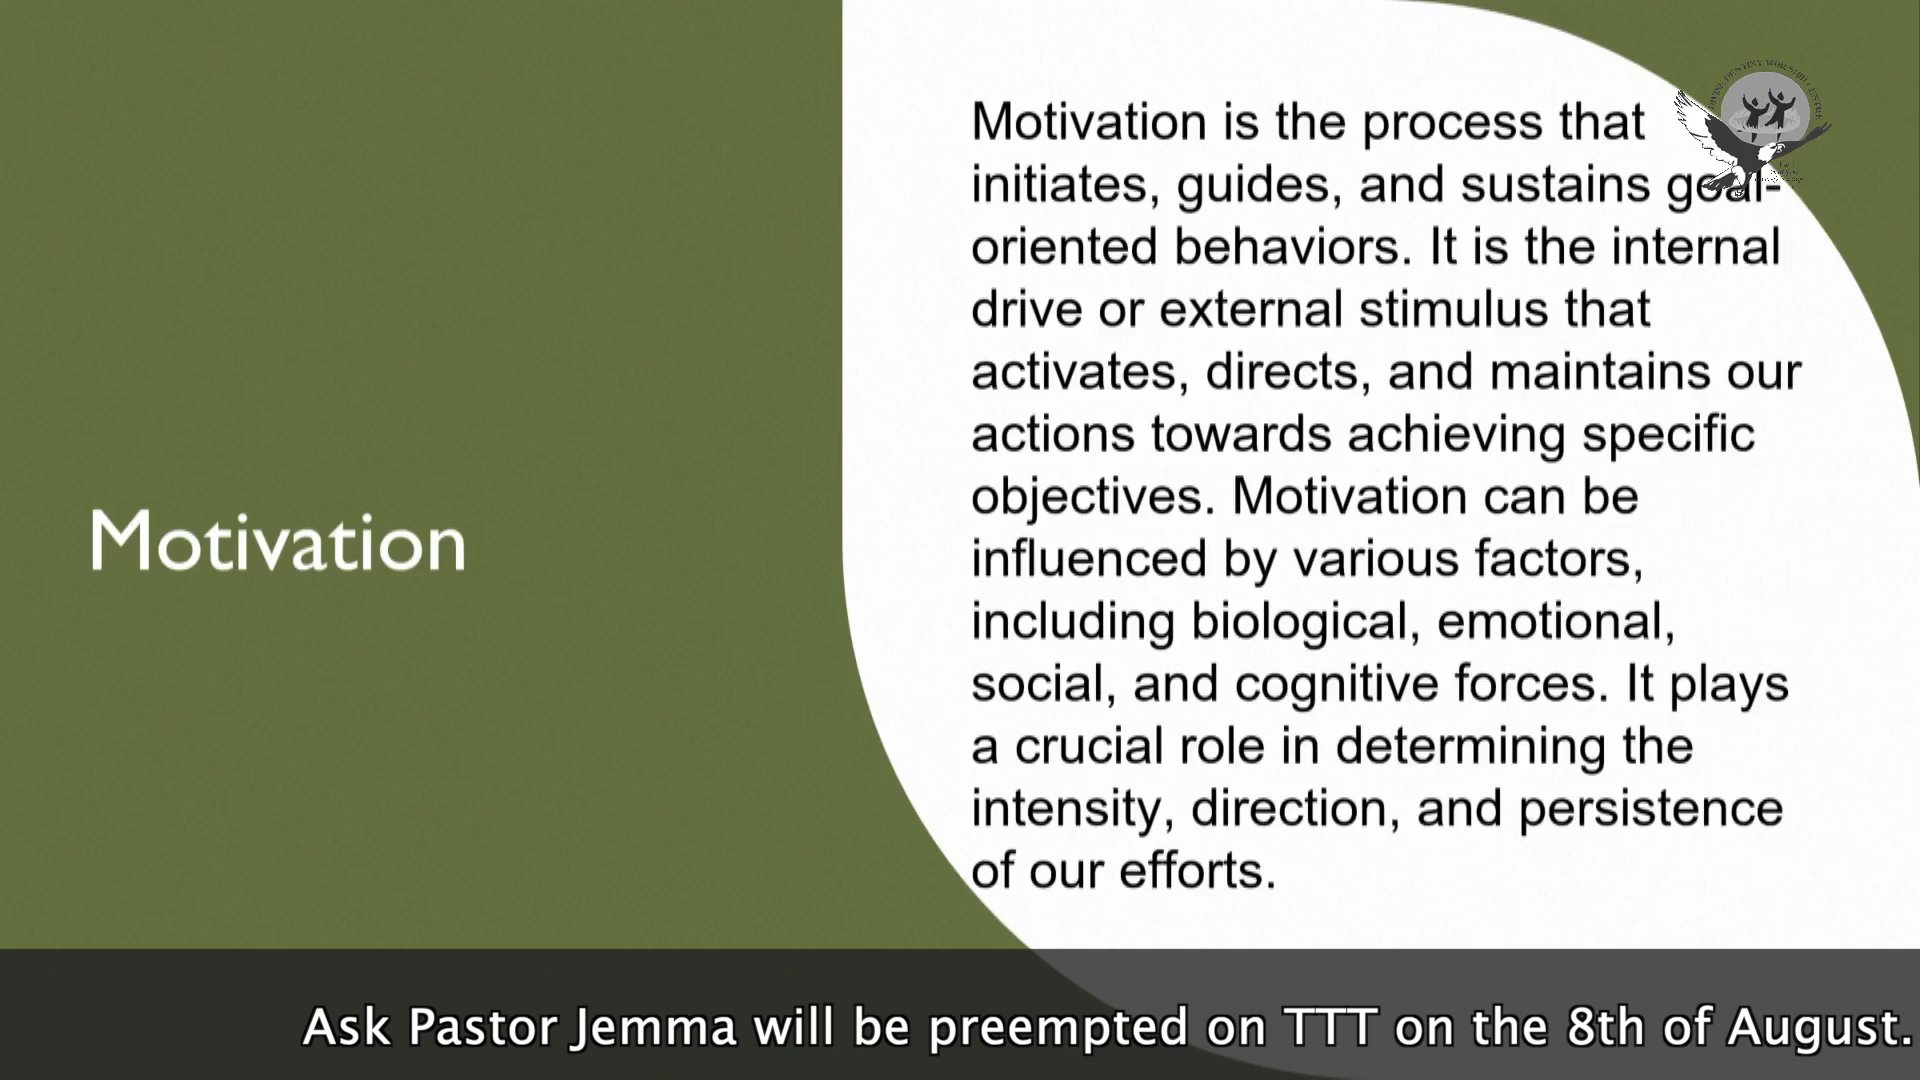 Motivation
Motivation is the process that
initiates, guides, and sustains goal-
oriented behaviors. It is the internal
drive or external stimulus that
activates, directs, and maintains our
actions towards achieving specific
objectives. Motivation can be
influenced by various factors,
including biological, emotional,
social, and cognitive forces. It plays
a crucial role in determining the
intensity, direction, and persistence
of our efforts.
DESTINY WORSHIP CENTRE
Ask Pastor Jemma will be preempted on TTT on the 8th of August.